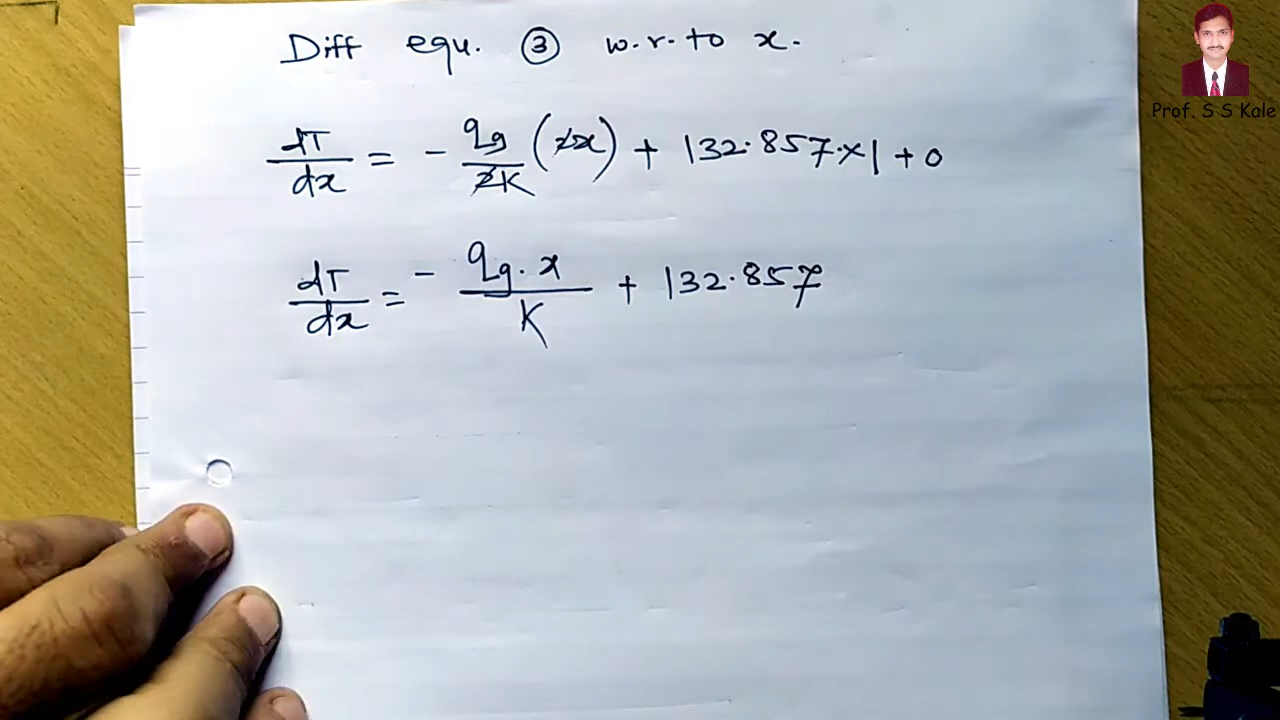 Diff equ. ③ w.r.to x.
Prof. S S Kale
dT/dx = - qg/2K (2x) + 132.857×1 + 0
dT/dx = - qg.x/K + 132.857